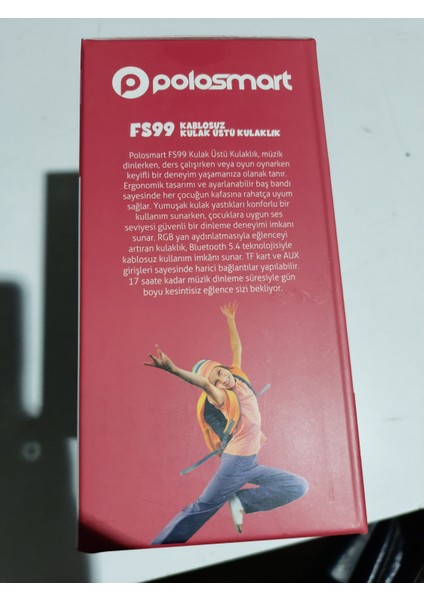 polosmart
FS99 KABLOSUZ
KULAK ÜSTÜ KULAKLIK
Polosmart FS99 Kulak Üstü Kulaklık, müzik
dinlerken, ders çalışırken veya oyun oynarken
keyifli bir deneyim yaşamanıza olanak tanır.
Ergonomik tasarımı ve ayarlanabilir baş bandı
sayesinde her çocuğun kafasına rahatça uyum
sağlar. Yumuşak kulak yastıkları konforlu bir
kullanım sunarken, çocuklara uygun ses
seviyesi güvenli bir dinleme deneyimi imkanı
sunar. RGB yan aydınlatmasıyla eğlenceyi
artıran kulaklık, Bluetooth 5.4 teknolojisiyle
kablosuz kullanım imkânı sunar. TF kart ve AUX
girişleri sayesinde harici bağlantılar yapılabilir.
17 saate kadar müzik dinleme süresiyle gün
boyu kesintisiz eğlence sizi bekliyor.